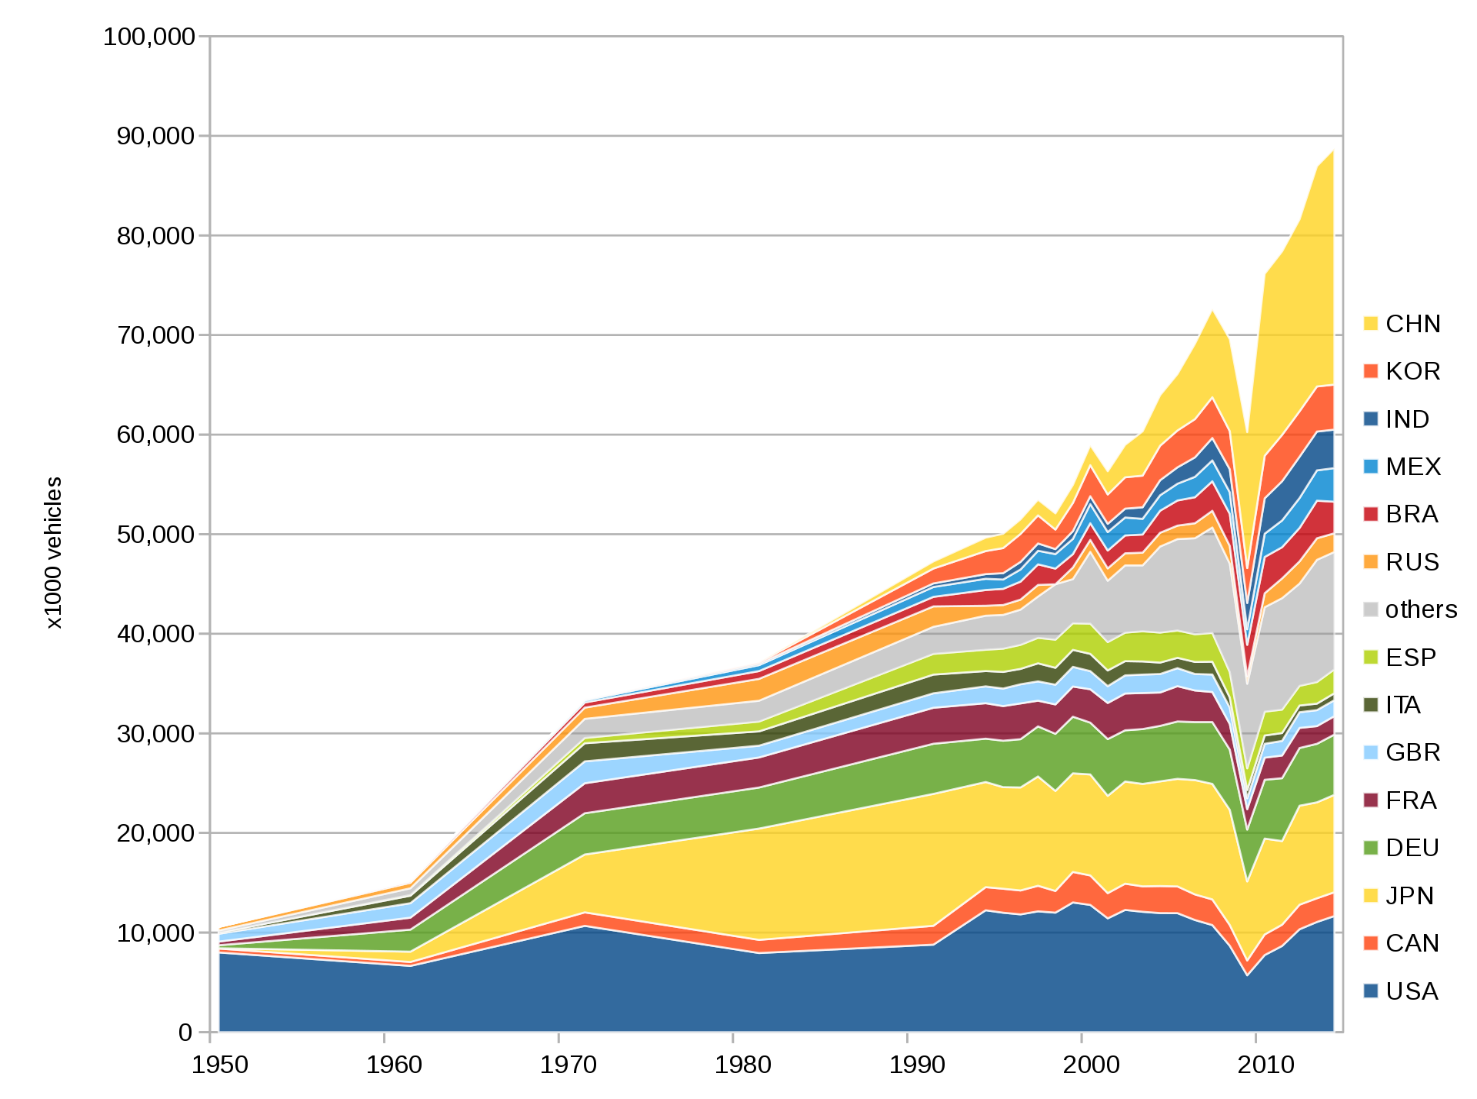 100,000
90,000
80,000
70,000
60,000
50,000
40,000
30,000
20,000
10,000
0
x1000 vehicles
1950 1960 1970 1980 1990 2000 2010
CHN
KOR
IND
MEX
BRA
RUS
others
ESP
ITA
GBR
FRA
DEU
JPN
CAN
USA